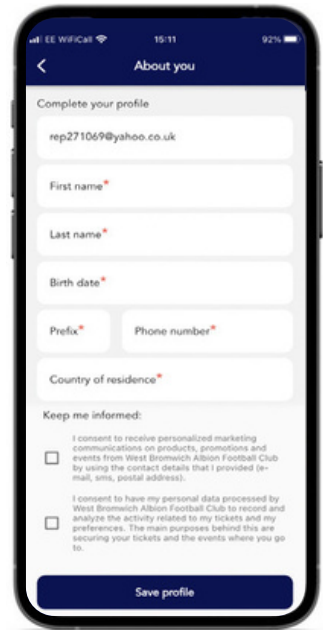 EE WiFiCall 15:11 92%
About you
Complete your profile
rep271069@yahoo.co.uk
First name*
Last name*
Birth date*
Prefix* Phone number*
Country of residence*
Keep me informed:
I consent to receive personalized marketing
communications on products, promotions and
events from West Bromwich Albion Football Club
by using the contact details that I provided (e-
mail, sms, postal address).
I consent to have my personal data processed by
West Bromwich Albion Football Club to record and
analyze the activity related to my tickets and my
preferences. The main purposes behind this are
securing your tickets and the events where you go
to.
Save profile